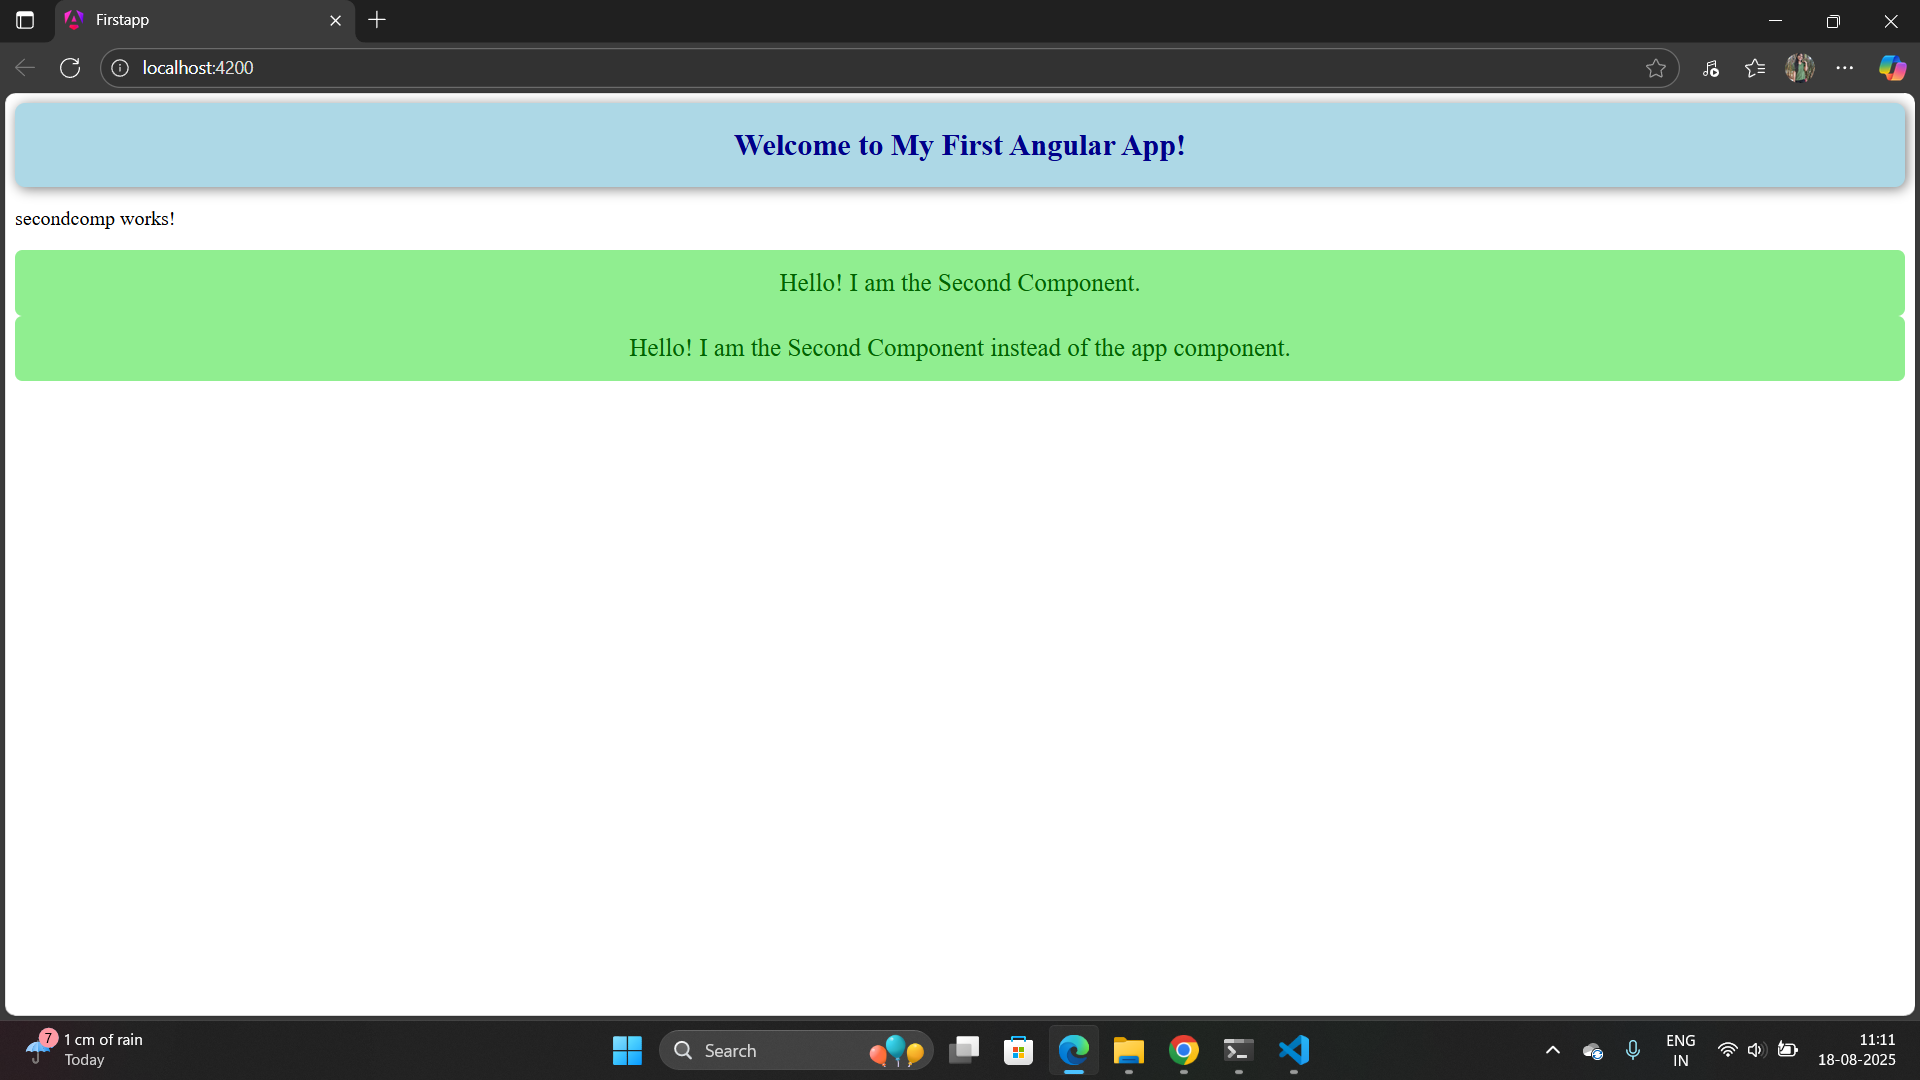 Firstapp
localhost:4200
Welcome to My First Angular App!
secondcomp works!
Hello! I am the Second Component.
Hello! I am the Second Component instead of the app component.
7
1 cm of rain
Today
Search
ENG
IN
11:11
18-08-2025